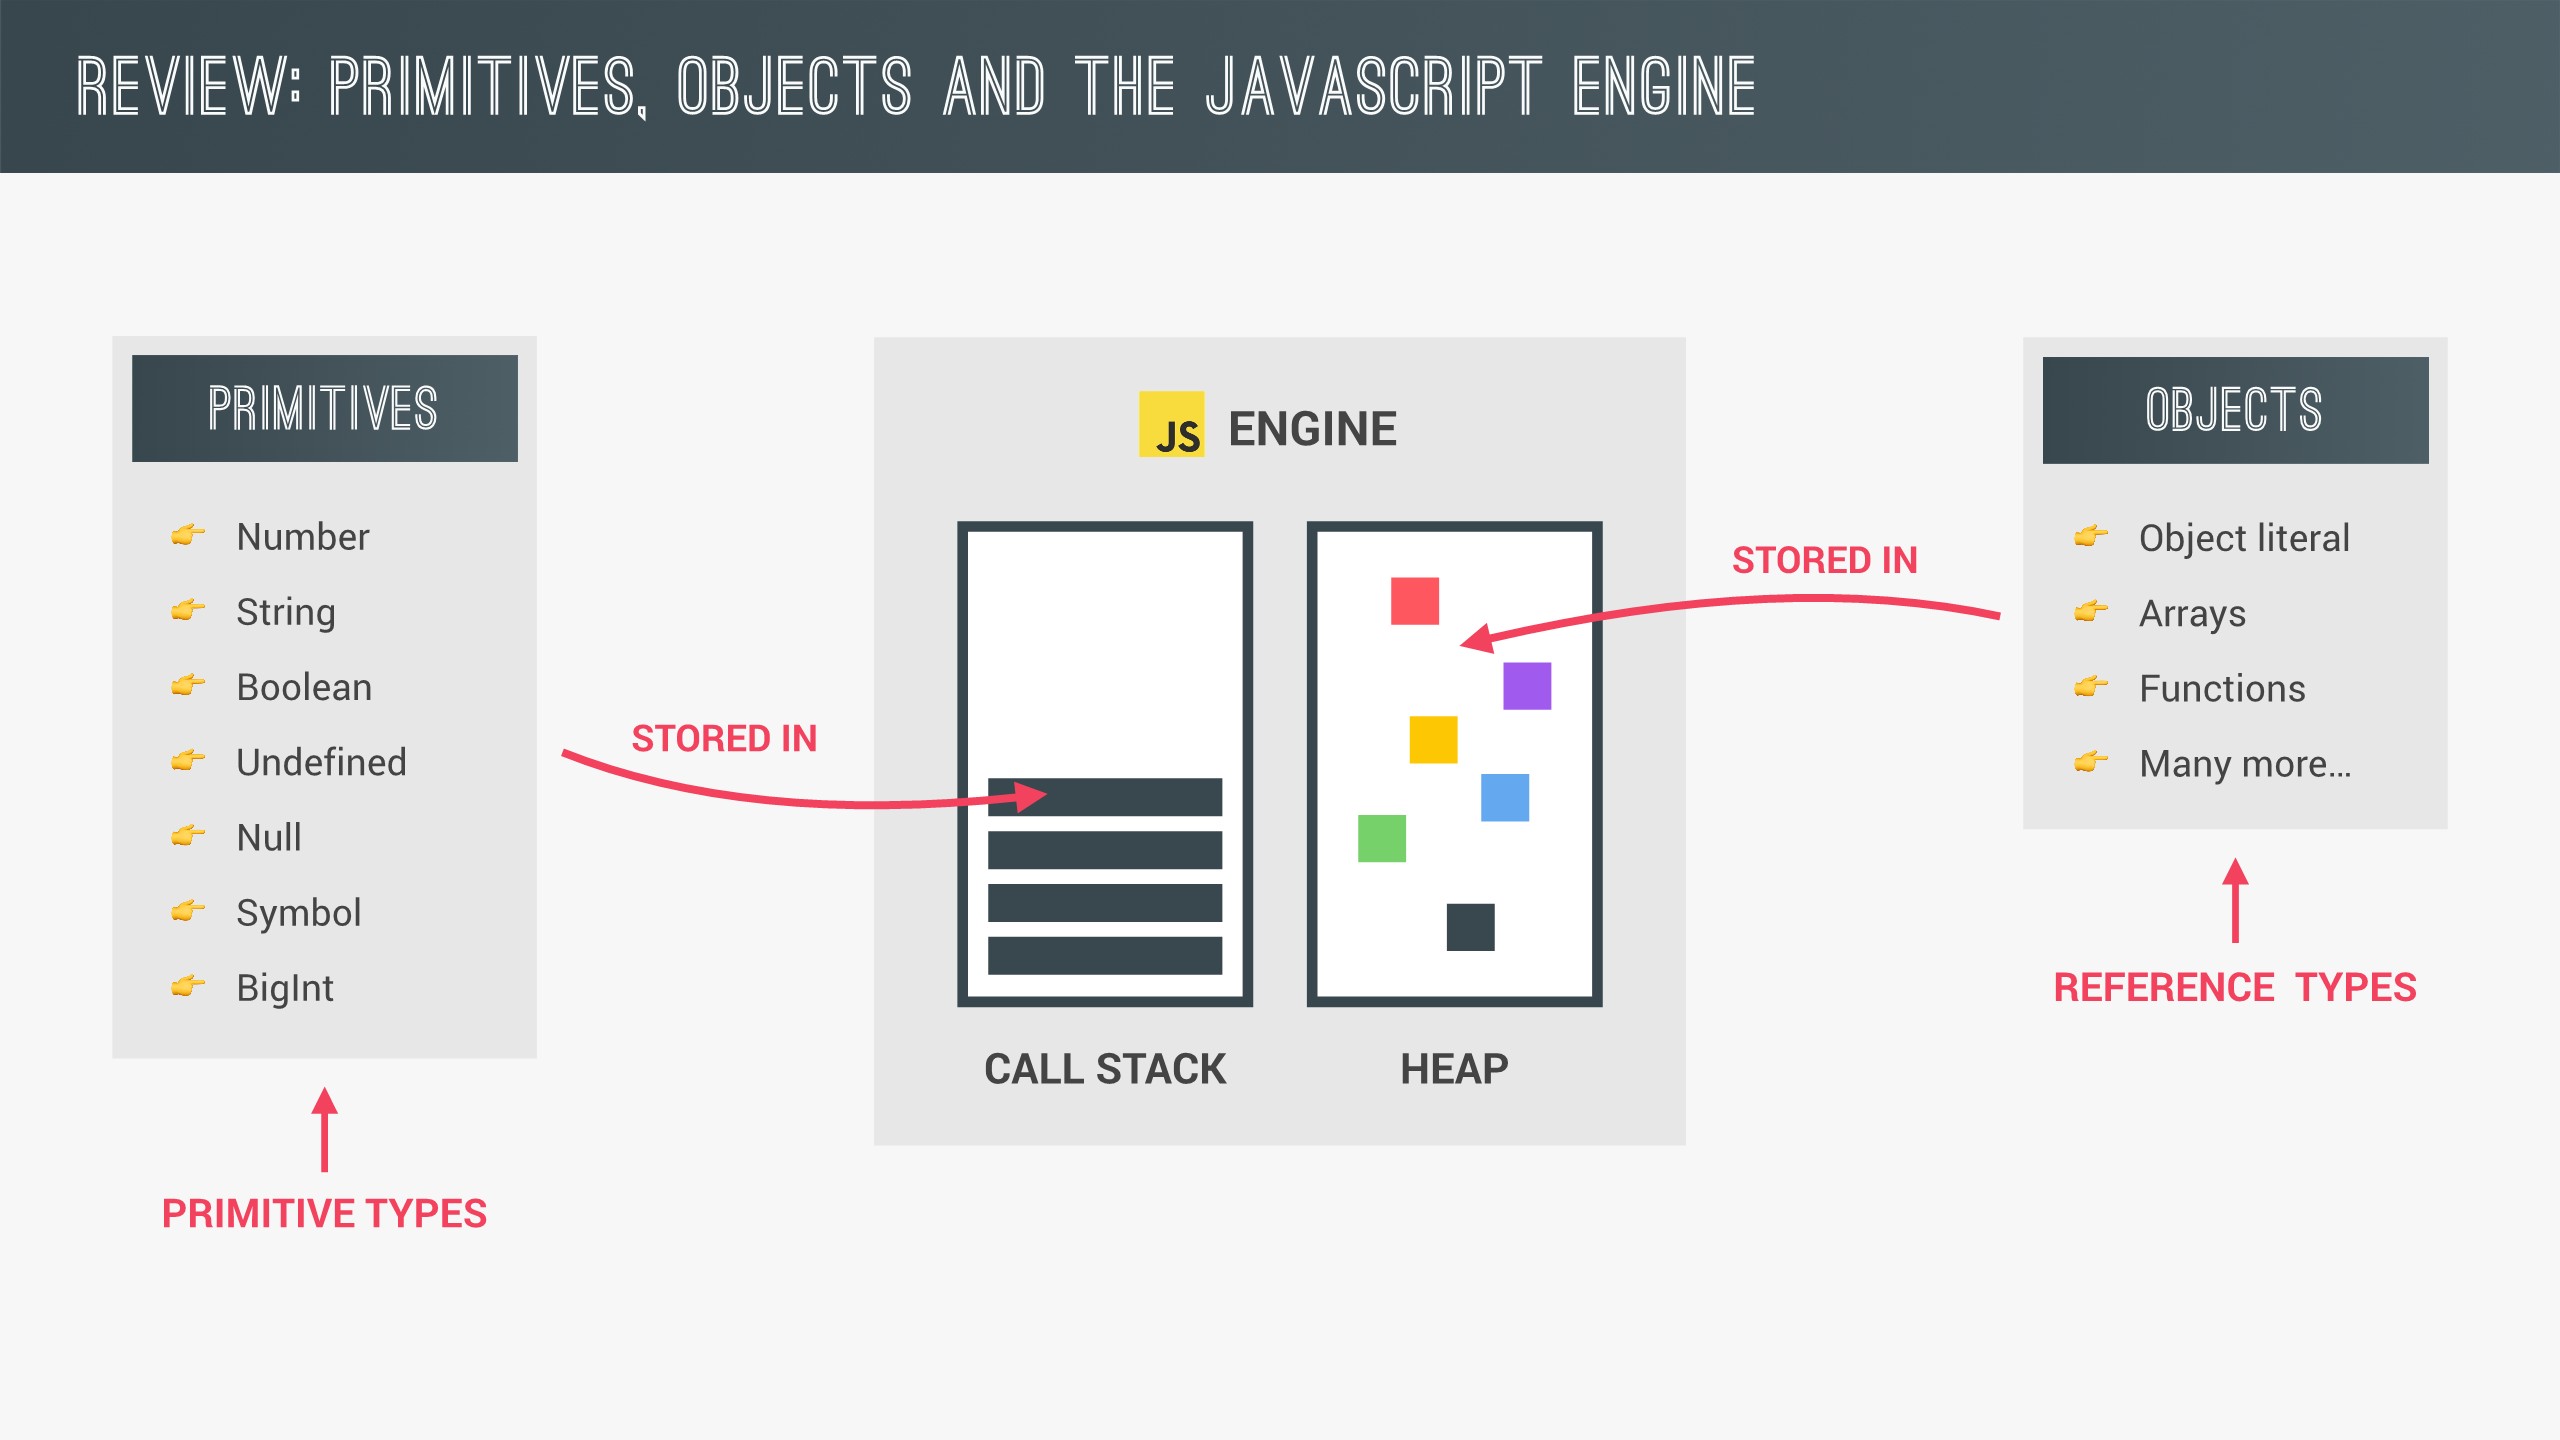 REVIEW: PRIMITIVES, OBJECTS AND THE JAVASCRIPT ENGINE
PRIMITIVES
Number
String
Boolean
Undefined
Null
Symbol
BigInt
PRIMITIVE TYPES
STORED IN
JS ENGINE
CALL STACK
HEAP
STORED IN
OBJECTS
Object literal
Arrays
Functions
Many more...
REFERENCE TYPES